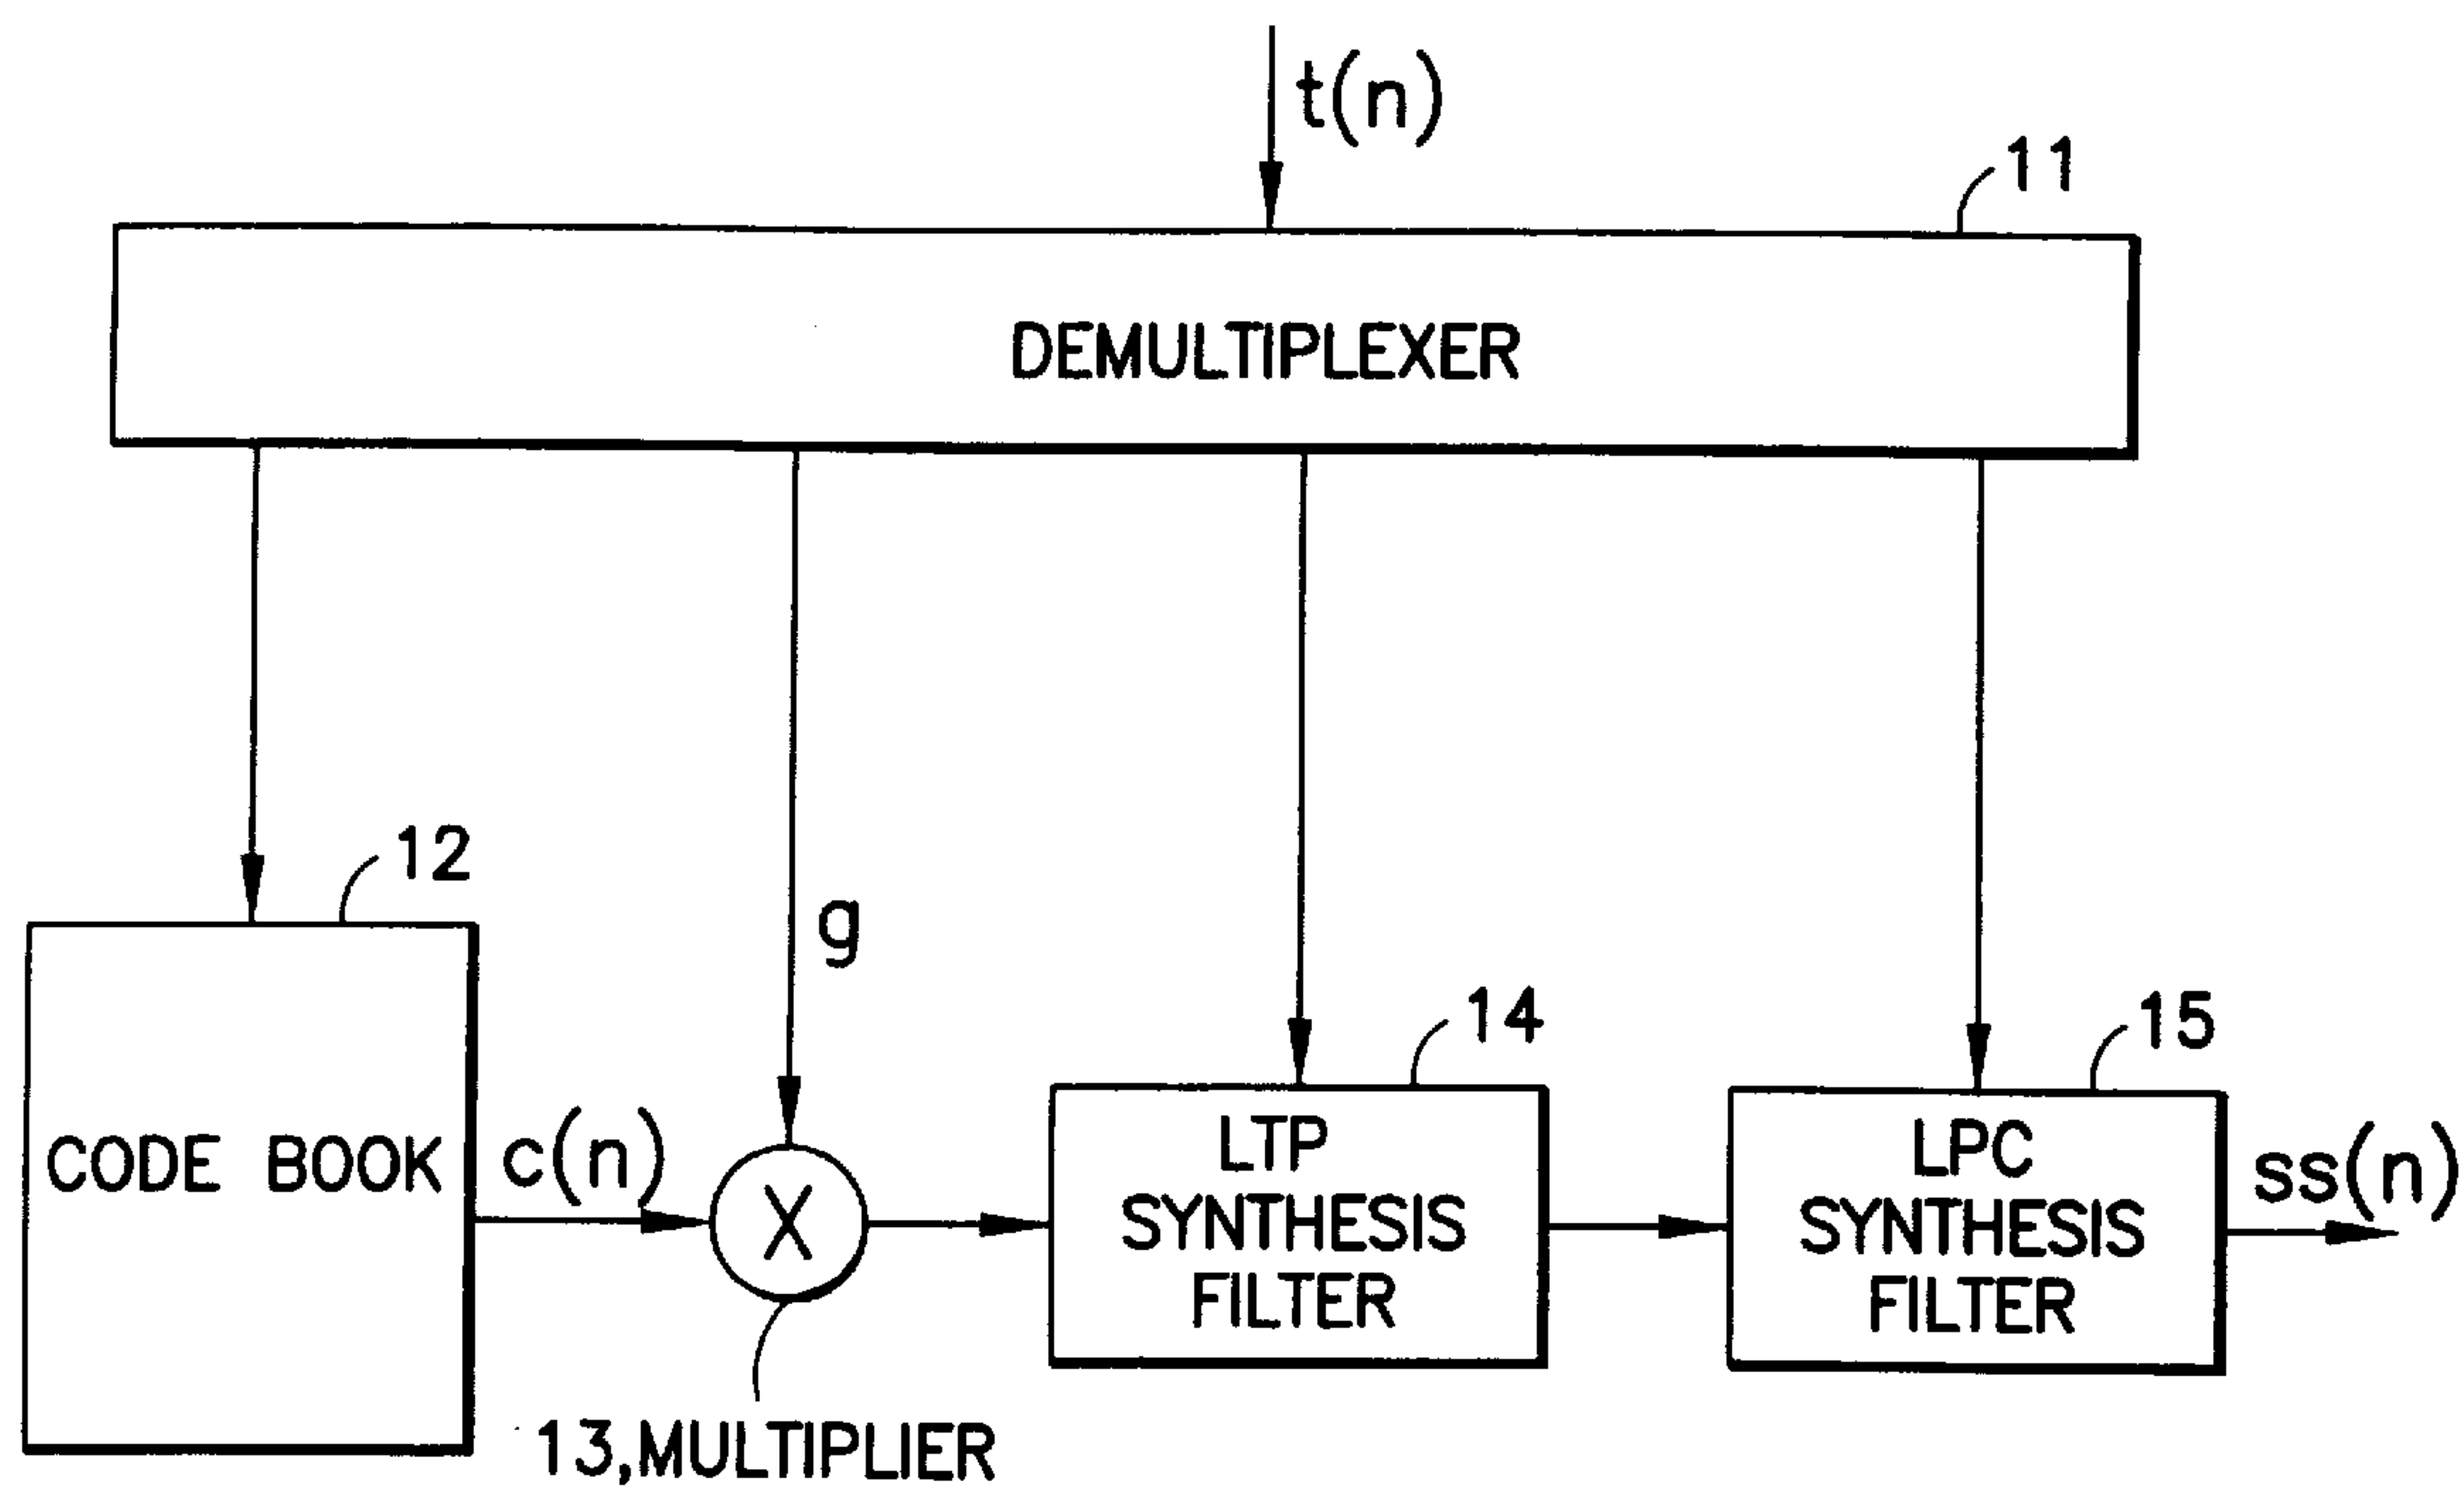 t(n)
11
DEMULTIPLEXER
12
g
14
15
CODE BOOK
c(n)
X
LTP
SYNTHESIS
FILTER
LPC
SYNTHESIS
FILTER
ss(n)
13,MULTIPLIER